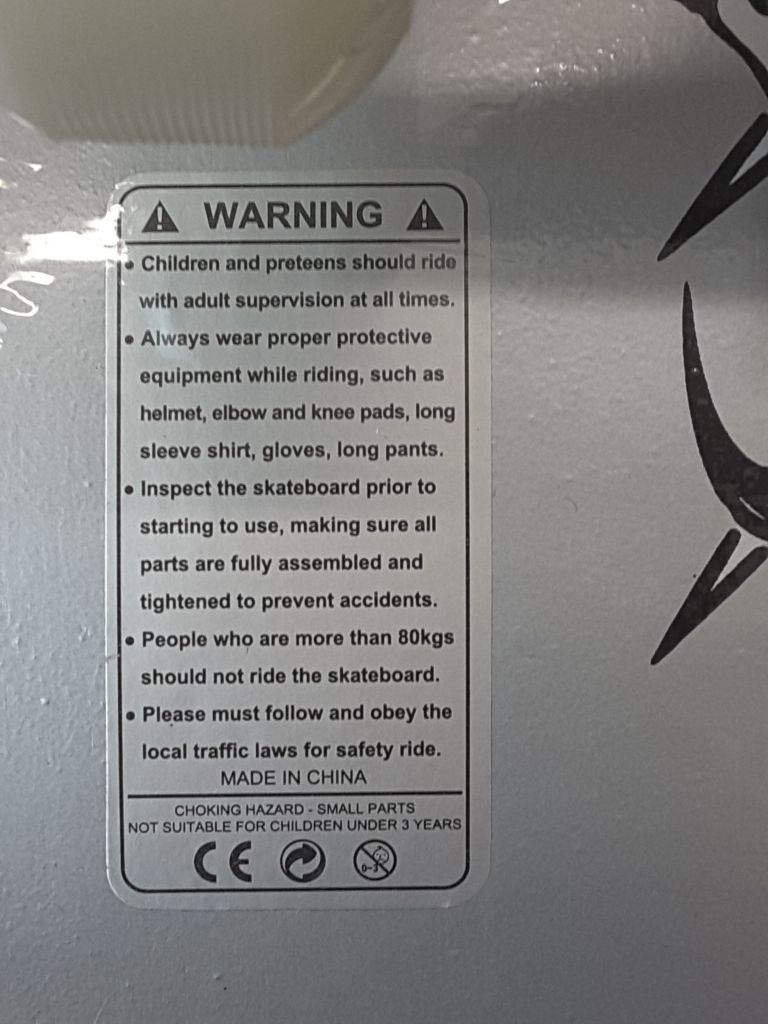 WARNING
• Children and preteens should ride
with adult supervision at all times.
• Always wear proper protective
equipment while riding, such as
helmet, elbow and knee pads, long
sleeve shirt, gloves, long pants.
• Inspect the skateboard prior to
starting to use, making sure all
parts are fully assembled and
tightened to prevent accidents.
• People who are more than 80kgs
should not ride the skateboard.
• Please must follow and obey the
local traffic laws for safety ride.
MADE IN CHINA
CHOKING HAZARD - SMALL PARTS
NOT SUITABLE FOR CHILDREN UNDER 3 YEARS
CE 0-3